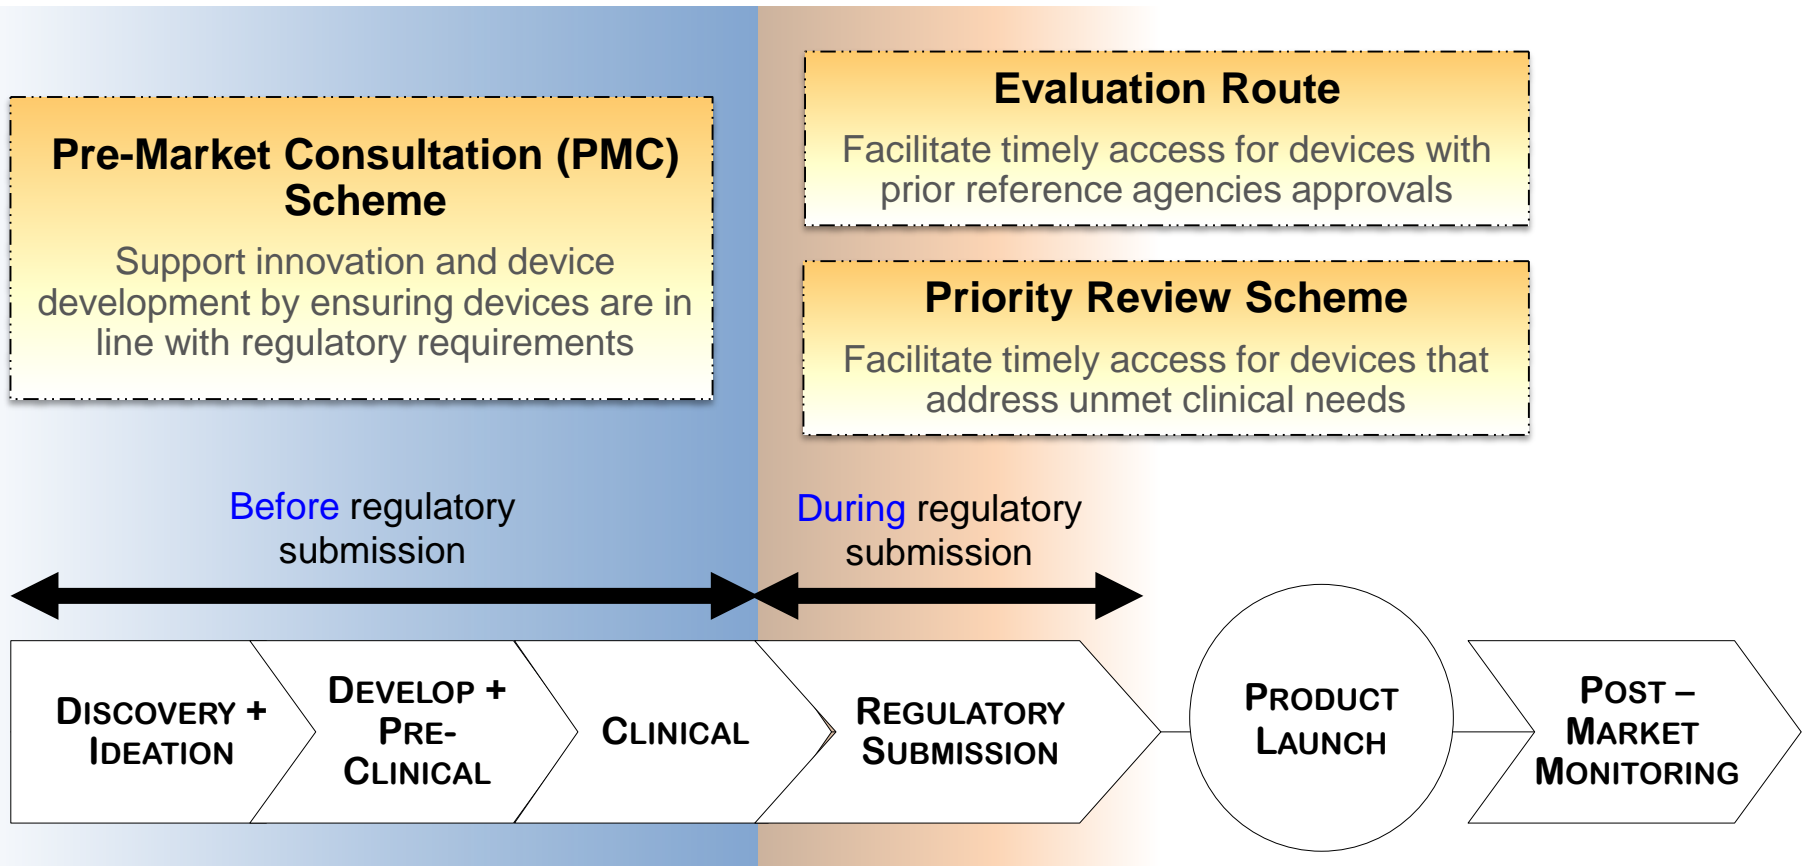 Pre-Market Consultation (PMC)
Scheme
Support innovation and device
development by ensuring devices are in
line with regulatory requirements
Evaluation Route
Facilitate timely access for devices with
prior reference agencies approvals
Priority Review Scheme
Facilitate timely access for devices that
address unmet clinical needs
Before regulatory
submission
During regulatory
submission
DISCOVERY +
IDEATION
DEVELOP +
PRE-
CLINICAL
CLINICAL
REGULATORY
SUBMISSION
PRODUCT
LAUNCH
POST –
MARKET
MONITORING